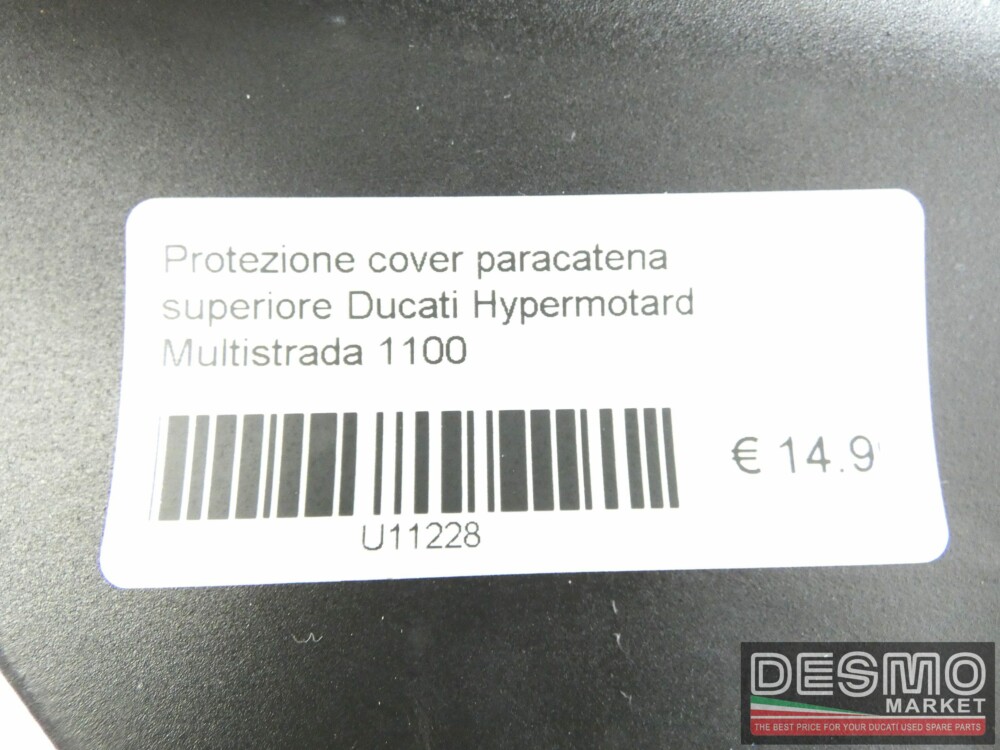 Protezione cover paracatena
superiore Ducati Hypermotard
Multistrada 1100
€ 14.9
U11228
DESMO
MARKET
THE BEST PRICE FOR YOUR DUCATI USED SPARE PARTS